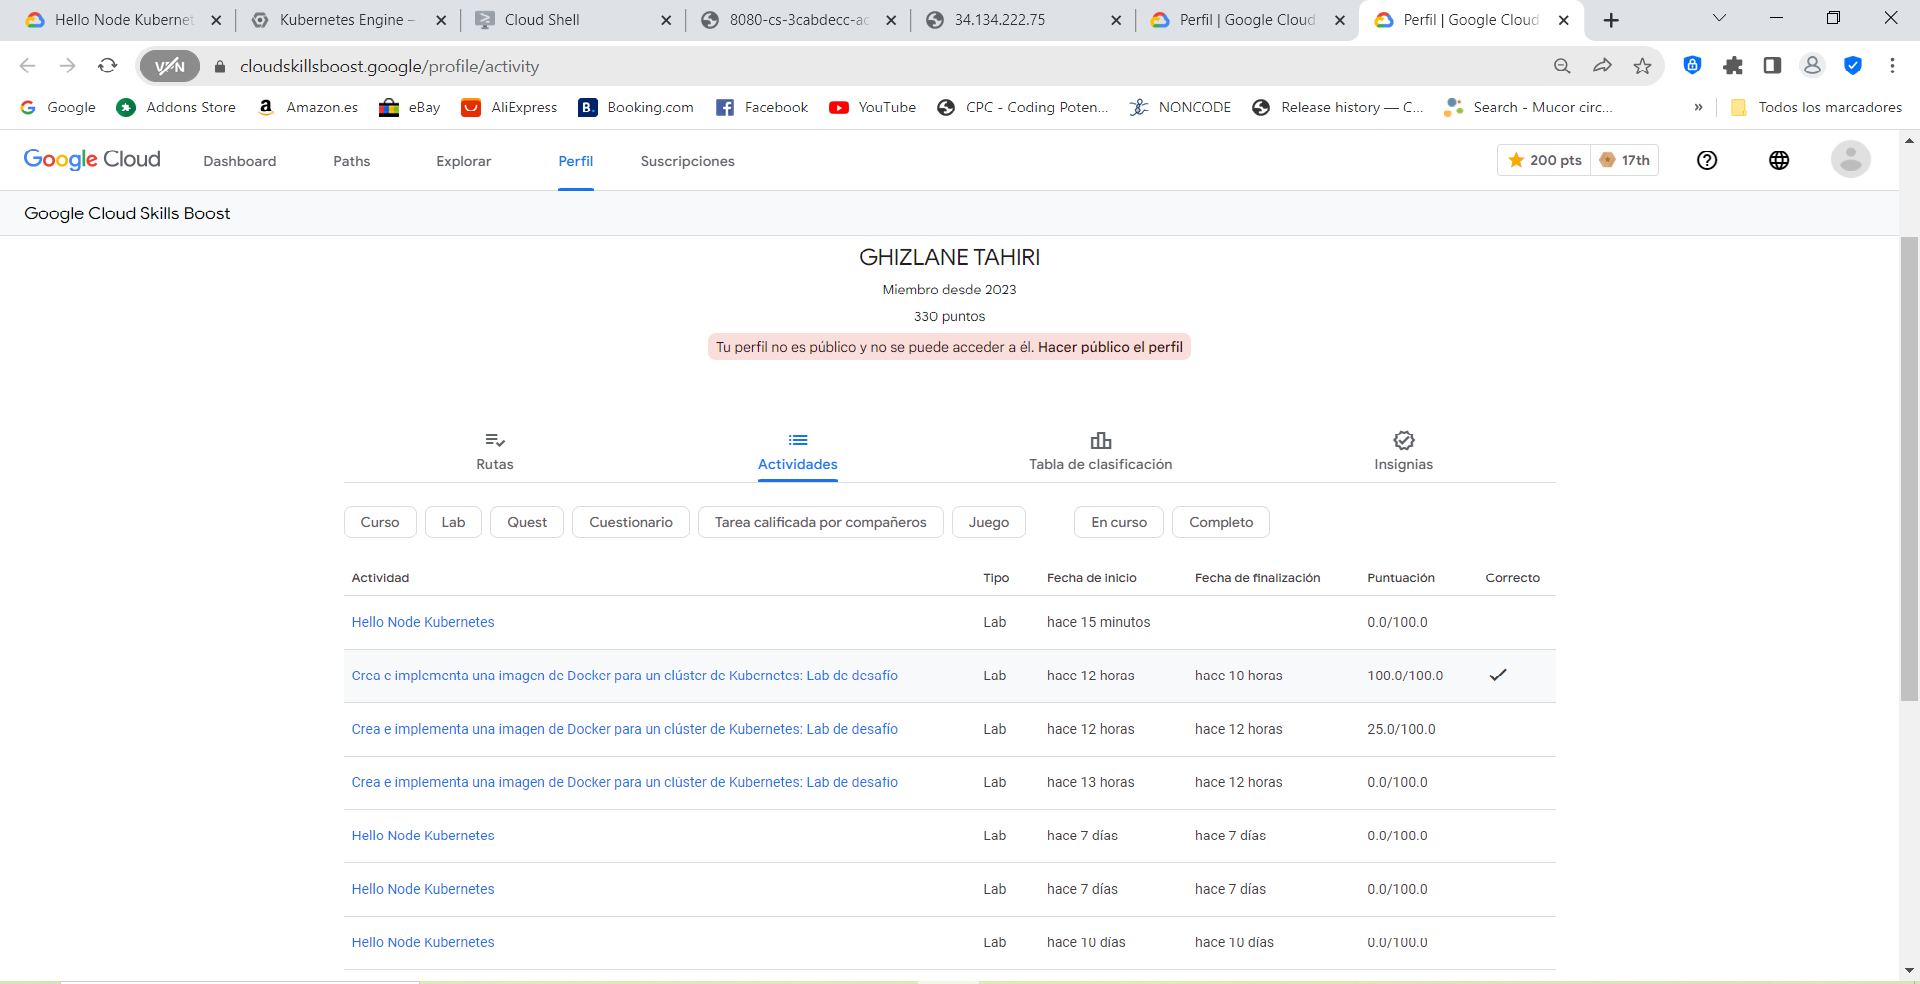 Hello Node Kubernet
Kubernetes Engine –
Cloud Shell
8080-cs-3cabdecc-ac
34.134.222.75
Perfil | Google Cloud
Perfil | Google Cloud
VPN
cloudskillsboost.google/profile/activity
Google
Addons Store
Amazon.es
eBay
AliExpress
Booking.com
Facebook
YouTube
CPC - Coding Poten...
NONCODE
Release history — C...
Search - Mucor circ...
»
Todos los marcadores
Google Cloud
Dashboard
Paths
Explorar
Perfil
Suscripciones
200 pts
17th
Google Cloud Skills Boost
GHIZLANE TAHIRI
Miembro desde 2023
330 puntos
Tu perfil no es público y no se puede acceder a él. Hacer público el perfil
Rutas
Actividades
Tabla de clasificación
Insignias
Curso
Lab
Quest
Cuestionario
Tarea calificada por compañeros
Juego
En curso
Completo
Actividad Tipo Fecha de inicio Fecha de finalización Puntuación Correcto
Hello Node Kubernetes Lab hace 15 minutos 0.0/100.0
Crea e implementa una imagen de Docker para un clúster de Kubernetes: Lab de desafío Lab hace 12 horas hace 10 horas 100.0/100.0
Crea e implementa una imagen de Docker para un clúster de Kubernetes: Lab de desafío Lab hace 12 horas hace 12 horas 25.0/100.0
Crea e implementa una imagen de Docker para un clúster de Kubernetes: Lab de desafío Lab hace 13 horas hace 12 horas 0.0/100.0
Hello Node Kubernetes Lab hace 7 días hace 7 días 0.0/100.0
Hello Node Kubernetes Lab hace 7 días hace 7 días 0.0/100.0
Hello Node Kubernetes Lab hace 10 días hace 10 días 0.0/100.0